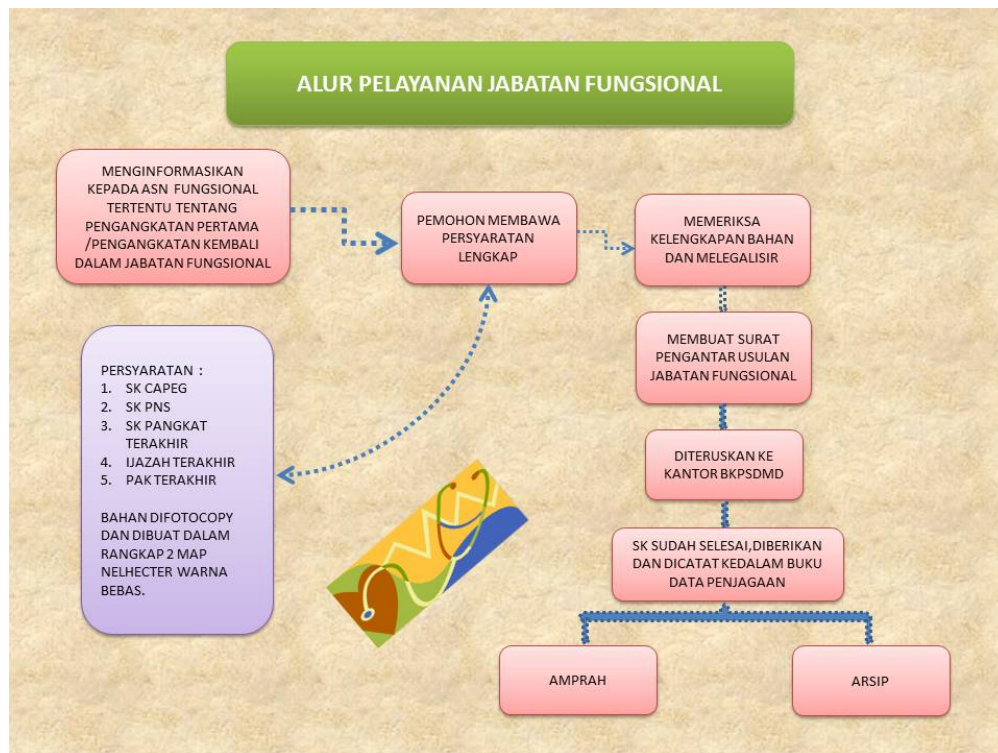 ALUR PELAYANAN JABATAN FUNGSIONAL
MENGINFORMASIKAN
KEPADA ASN FUNGSIONAL
TERTENTU TENTANG
PENGANGKATAN PERTAMA
/PENGANGKATAN KEMBALI
DALAM JABATAN FUNGSIONAL
PEMOHON MEMBAWA
PERSYARATAN
LENGKAP
MEMERIKSA
KELENGKAPAN BAHAN
DAN MELEGALISIR
PERSYARATAN :
1. SK CAPEG
2. SK PNS
3. SK PANGKAT
TERAKHIR
4. IJAZAH TERAKHIR
5. PAK TERAKHIR
BAHAN DIFOTOCOPY
DAN DIBUAT DALAM
RANGKAP 2 MAP
NELHECTER WARNA
BEBAS.
MEMBUAT SURAT
PENGANTAR USULAN
JABATAN FUNGSIONAL
DITERUSKAN KE
KANTOR BKPSDMD
SK SUDAH SELESAI,DIBERIKAN
DAN DICATAT KEDALAM BUKU
DATA PENJAGAAN
AMPRAH
ARSIP